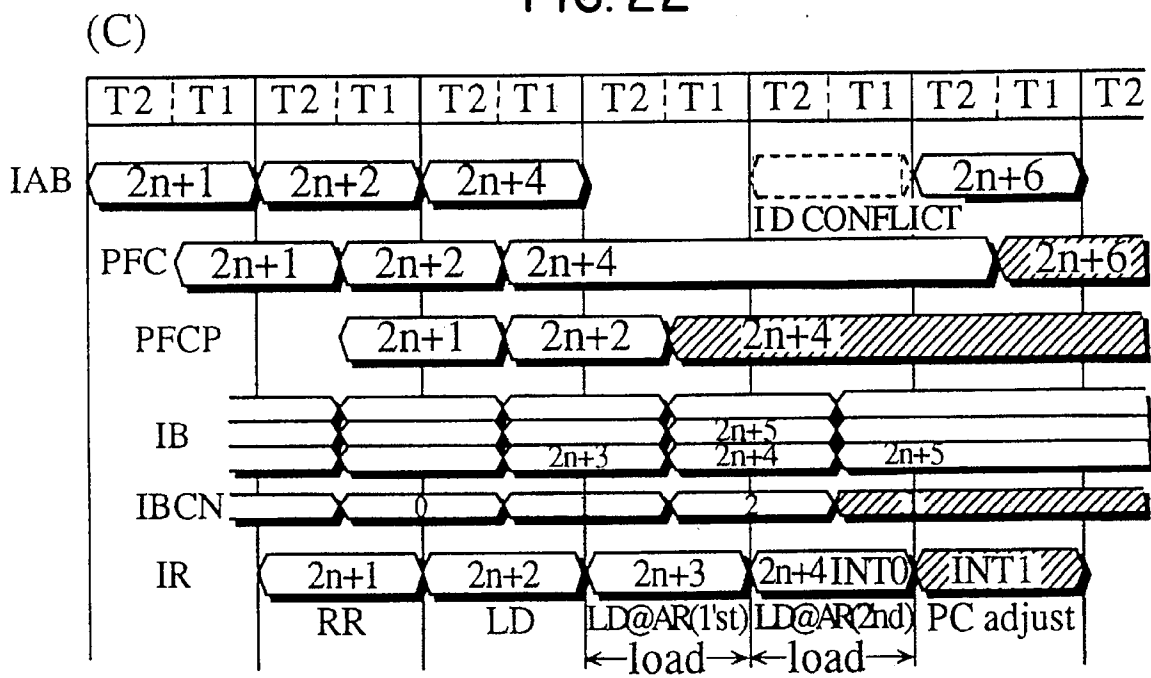 FIG. 22
(C)
T2 T1 T2 T1 T2 T1 T2 T1 T2 T1 T2 T1 T2
IAB 2n+1 2n+2 2n+4 2n+6
ID CONFLICT
PFC 2n+1 2n+2 2n+4 2n+6
PFCP 2n+1 2n+2 2n+4
2n+5
IB 2n+3 2n+4 2n+5
IBCN 0 2
IR 2n+1 2n+2 2n+3 2n+4 INT0 INT1
RR LD LD@AR(1'st) LD@AR(2nd) PC adjust
load load